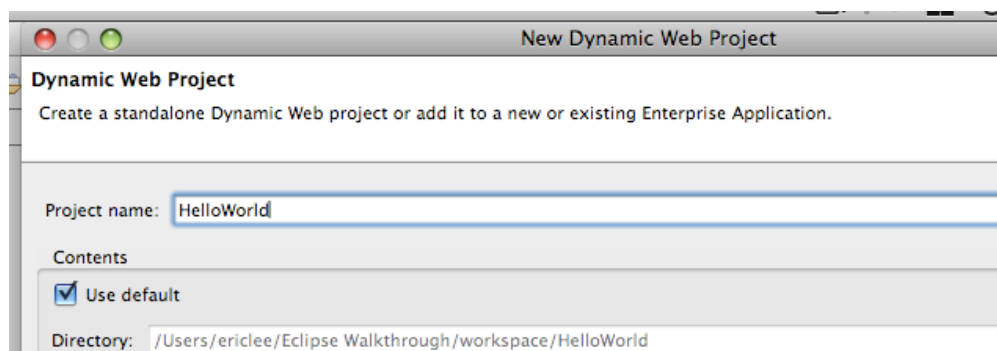 New Dynamic Web Project
Dynamic Web Project
Create a standalone Dynamic Web project or add it to a new or existing Enterprise Application.
Project name: HelloWorld
Contents
Use default
Directory: /Users/ericlee/Eclipse Walkthrough/workspace/HelloWorld